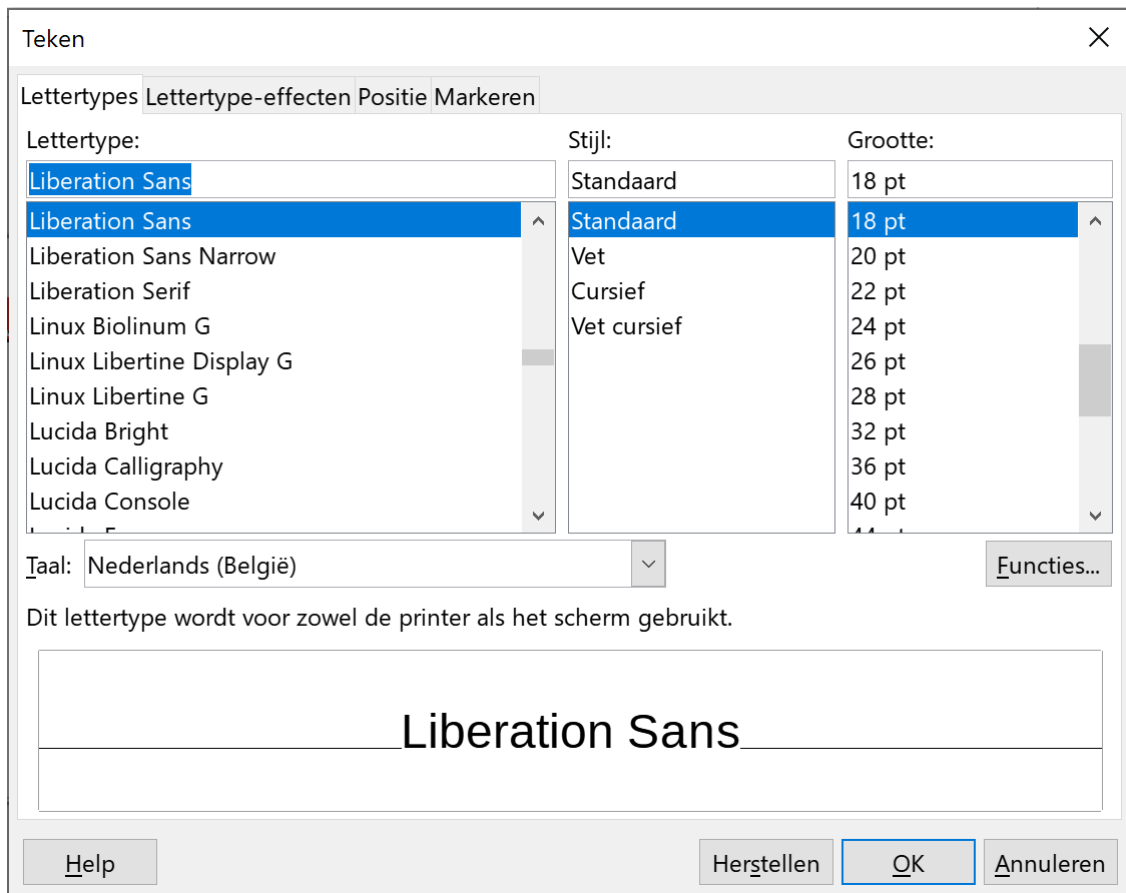 Teken
Lettertypes Lettertype-effecten Positie Markeren
Lettertype: Stijl: Grootte:
Liberation Sans Standaard 18 pt
Liberation Sans Standaard 18 pt
Liberation Sans Narrow Vet 20 pt
Liberation Serif Cursief 22 pt
Linux Biolinum G Vet cursief 24 pt
Linux Libertine Display G 26 pt
Linux Libertine G 28 pt
Lucida Bright 32 pt
Lucida Calligraphy 36 pt
Lucida Console 40 pt
Taal: Nederlands (België) Functies...
Dit lettertype wordt voor zowel de printer als het scherm gebruikt.
Liberation Sans
Help Herstellen OK Annuleren